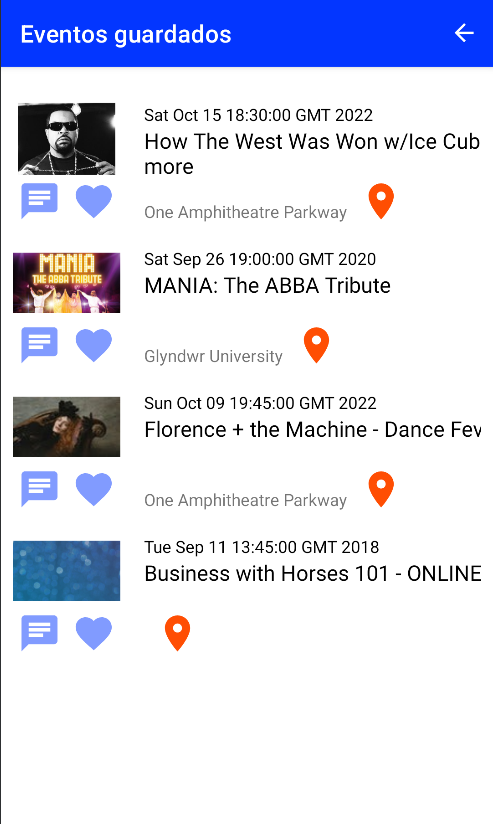 Eventos guardados
Sat Oct 15 18:30:00 GMT 2022
How The West Was Won w/Ice Cub
more
One Amphitheatre Parkway
MANIA
THE ABBA TRIBUTE
Sat Sep 26 19:00:00 GMT 2020
MANIA: The ABBA Tribute
Glyndwr University
Sun Oct 09 19:45:00 GMT 2022
Florence + the Machine - Dance Fev
One Amphitheatre Parkway
Tue Sep 11 13:45:00 GMT 2018
Business with Horses 101 - ONLINE